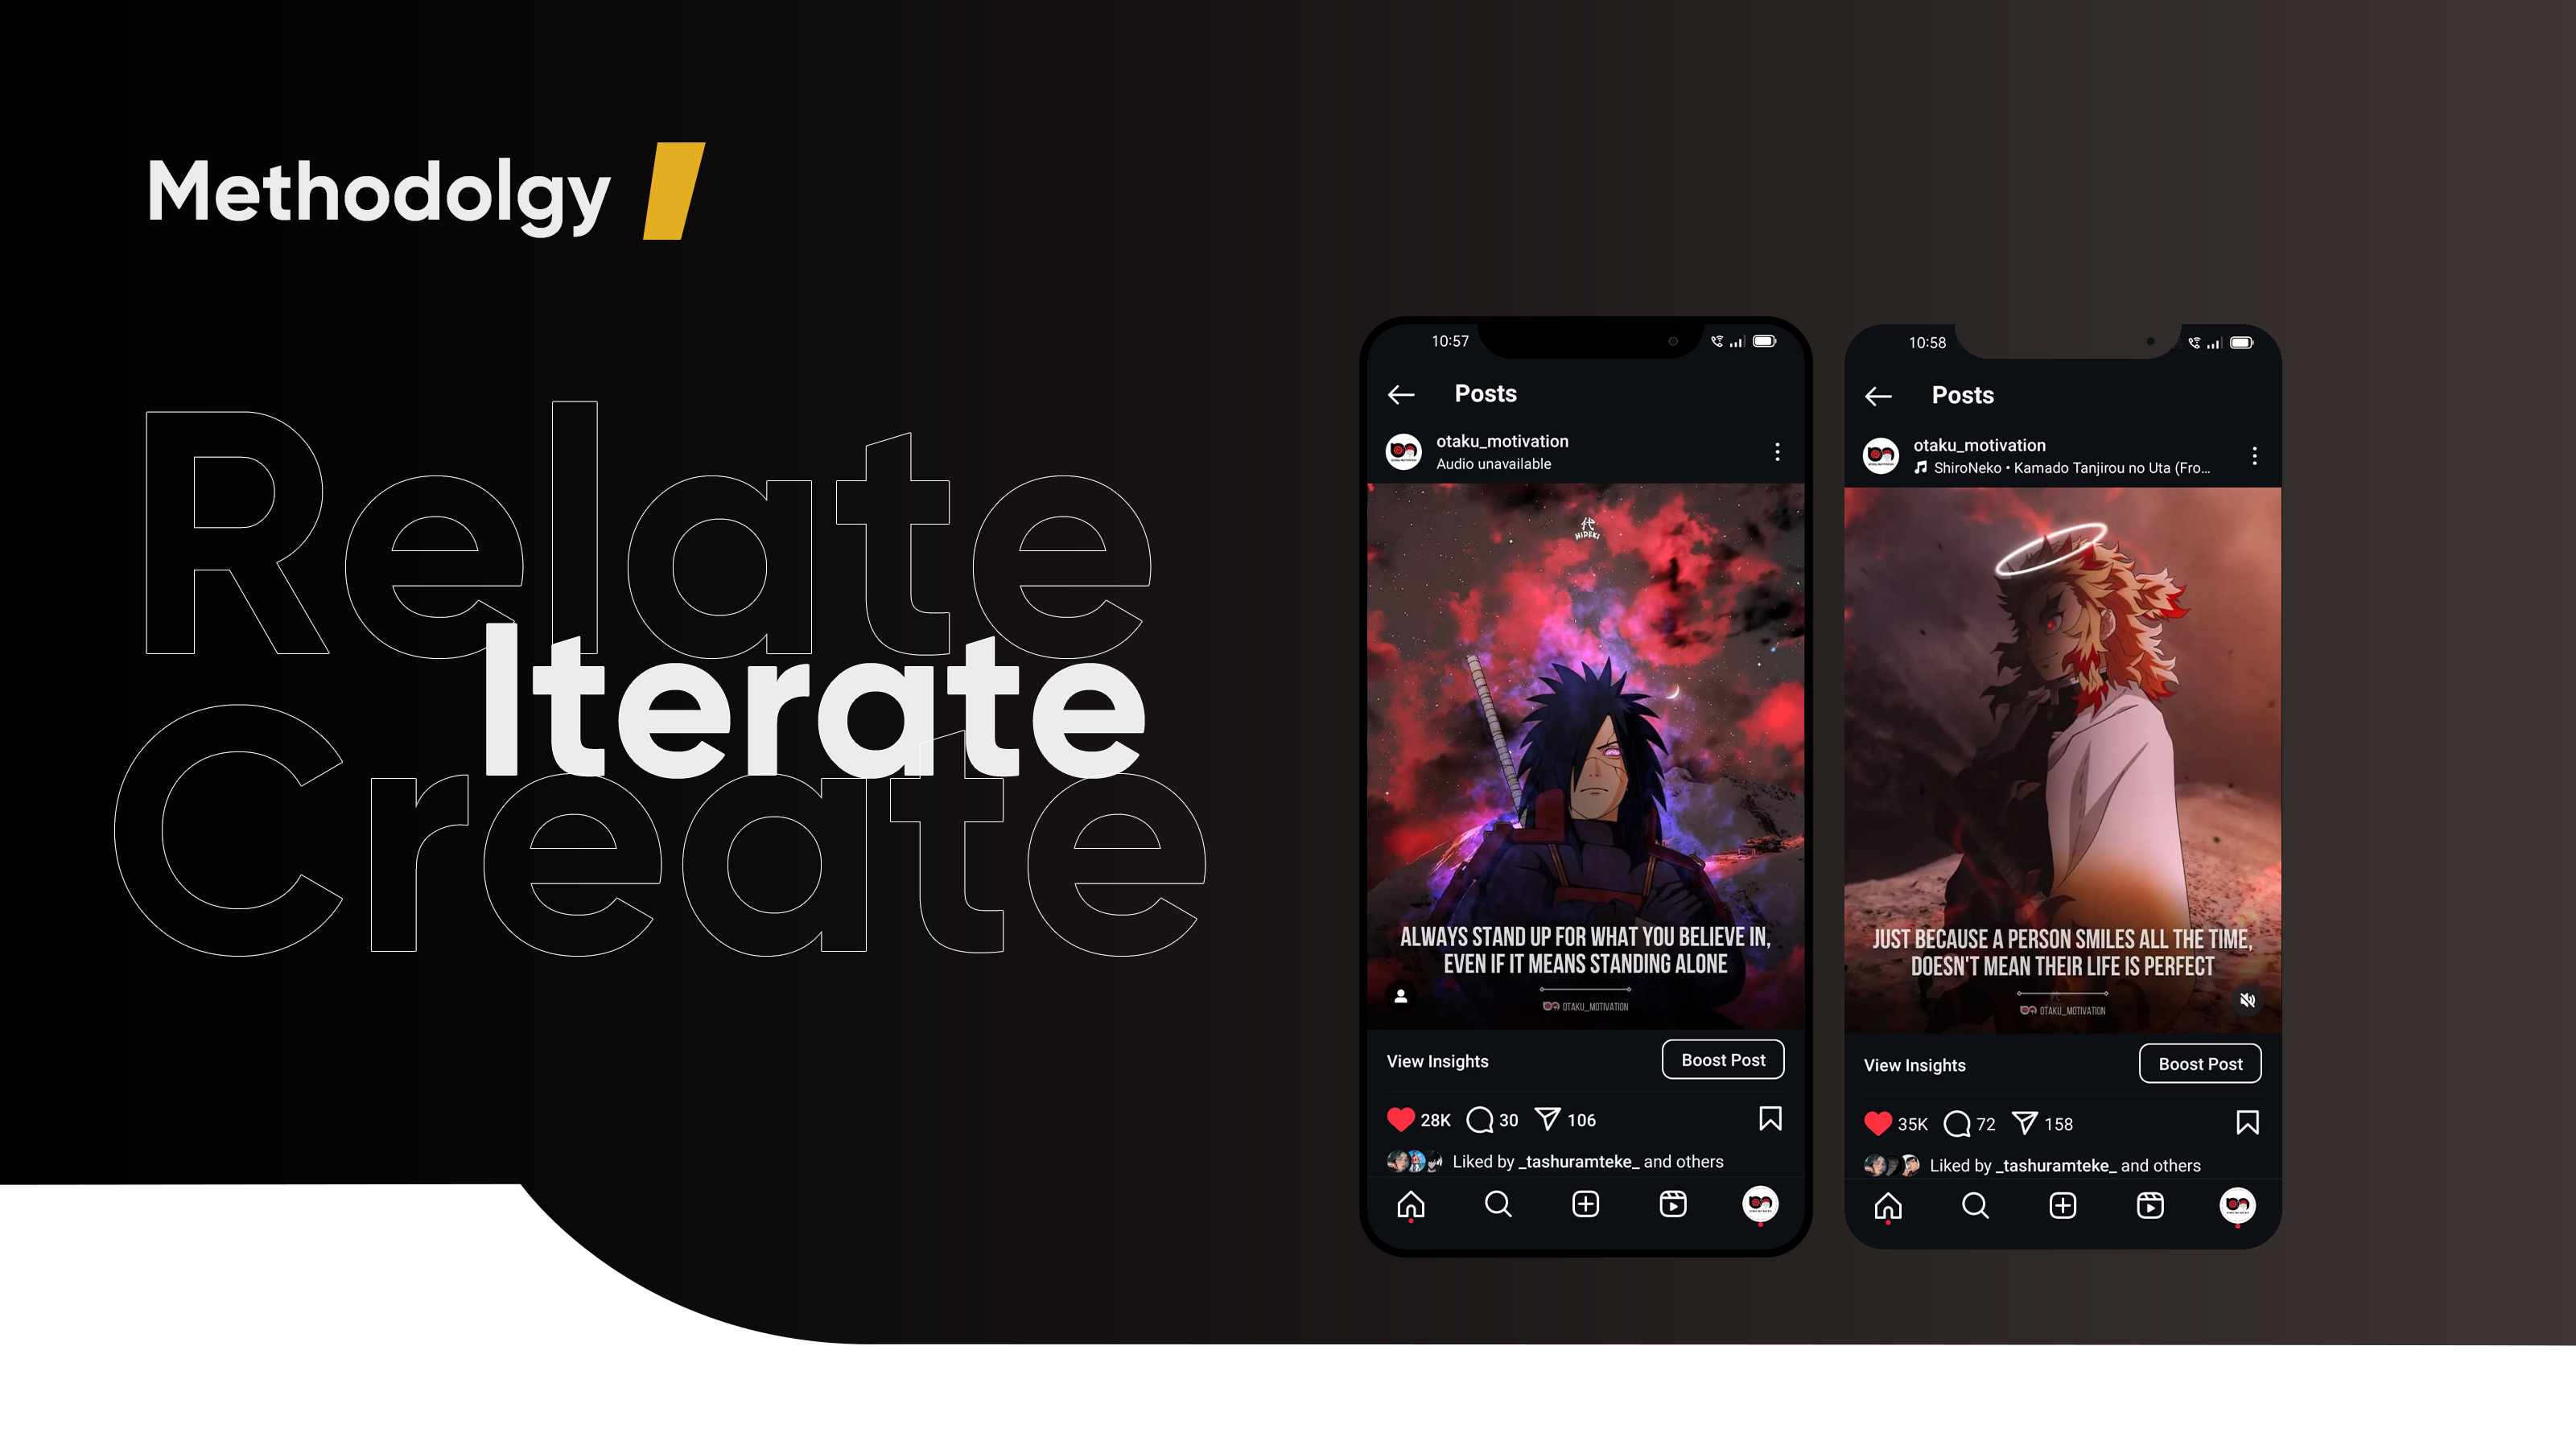 Methodolgy
Relate
Iterate
Create
10:57
Posts
otaku_motivation
Audio unavailable
代
HIDEKI
ALWAYS STAND UP FOR WHAT YOU BELIEVE IN,
EVEN IF IT MEANS STANDING ALONE
OTAKU_MOTIVATION
View Insights
Boost Post
28K 30 106
Liked by _tashuramteke_ and others
10:58
Posts
otaku_motivation
ShiroNeko • Kamado Tanjirou no Uta (Fro...
JUST BECAUSE A PERSON SMILES ALL THE TIME,
DOESN'T MEAN THEIR LIFE IS PERFECT
OTAKU_MOTIVATION
View Insights
Boost Post
35K 72 158
Liked by _tashuramteke_ and others